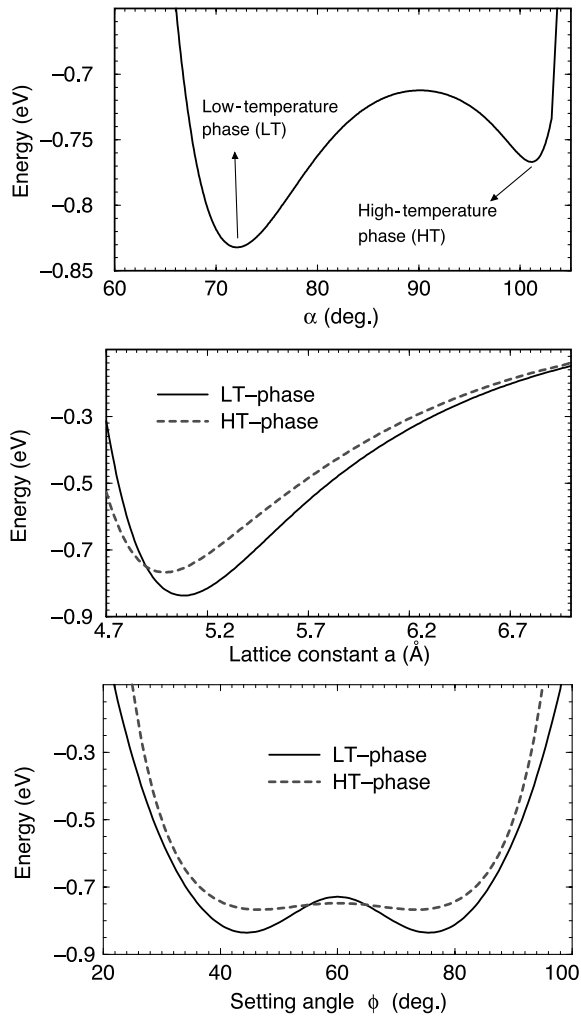 −0.7
−0.75
−0.8
−0.85
Energy (eV)
Low-temperature
phase (LT)
High-temperature
phase (HT)
60 70 80 90 100
α (deg.)
−0.3
−0.5
−0.7
−0.9
Energy (eV)
LT−phase
HT−phase
4.7 5.2 5.7 6.2 6.7
Lattice constant a (Å)
−0.3
−0.5
−0.7
−0.9
Energy (eV)
LT−phase
HT−phase
20 40 60 80 100
Setting angle ϕ (deg.)